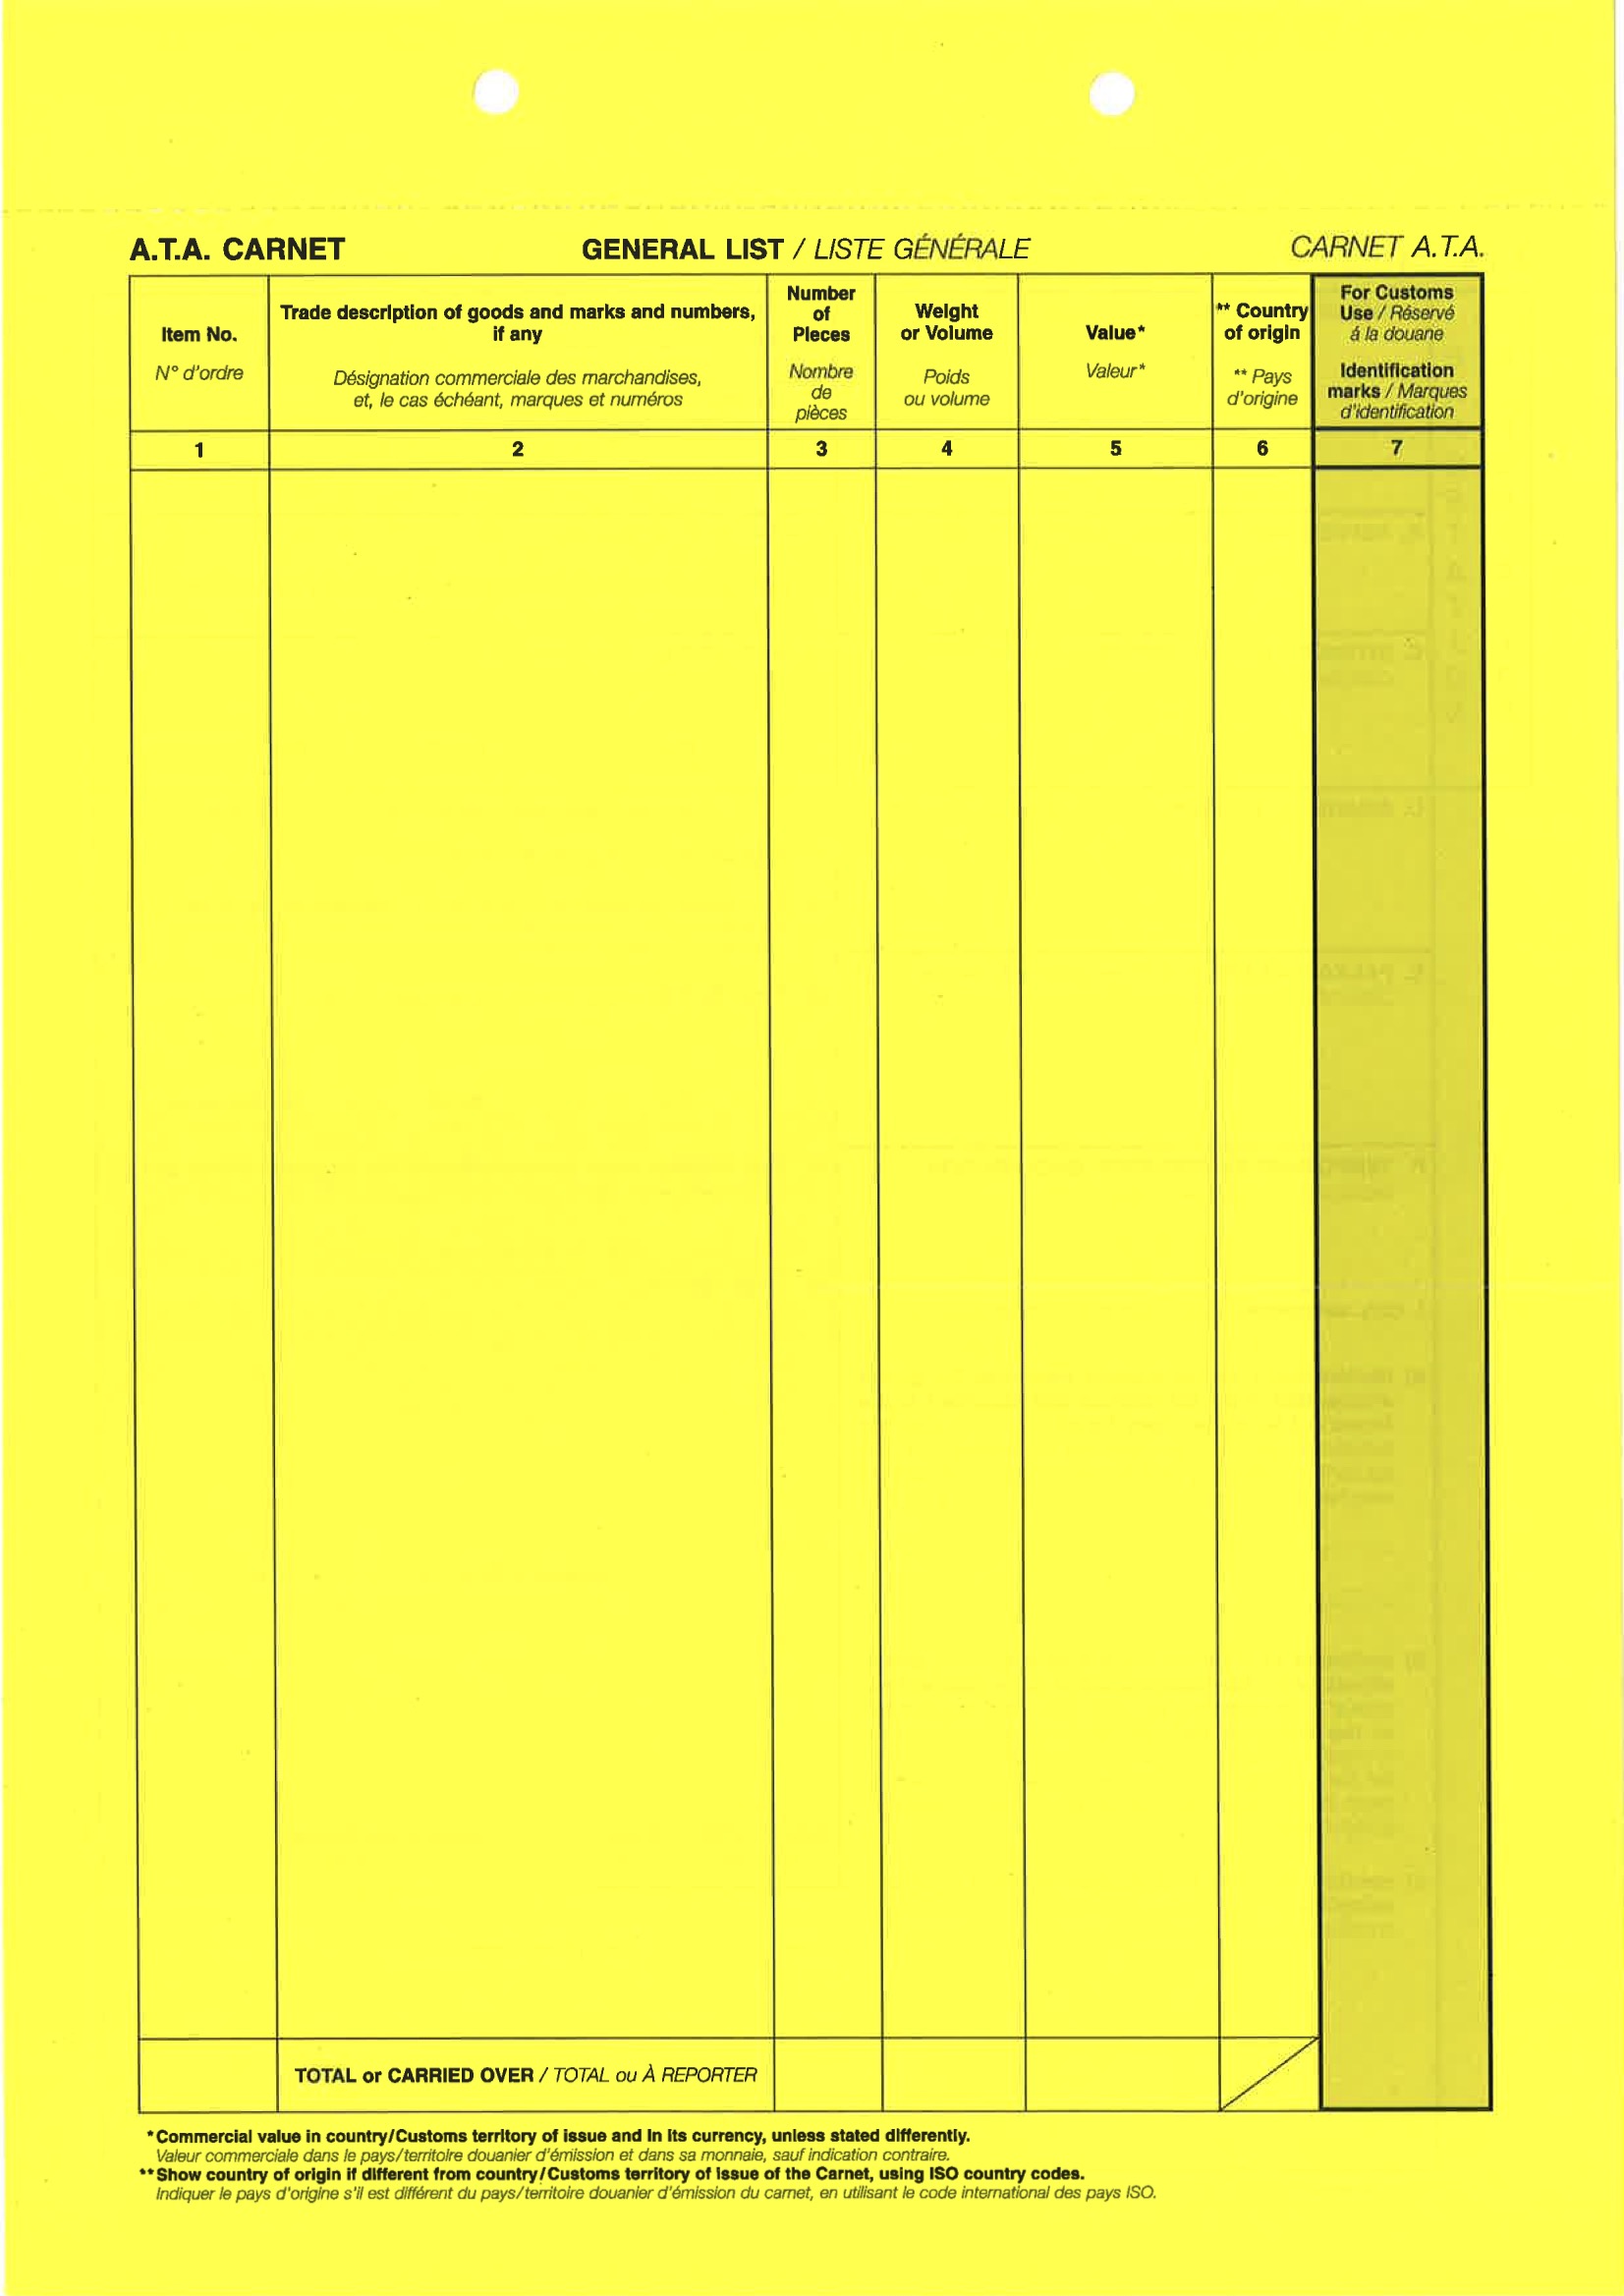 A.T.A. CARNET
GENERAL LIST / LISTE GÉNÉRALE
CARNET A.T.A.
Item No.
N° d'ordre
Trade description of goods and marks and numbers,
if any
Désignation commerciale des marchandises,
et, le cas échéant, marques et numéros
Number
of
Pieces
Nombre
de
pièces
Weight
or Volume
Poids
ou volume
Value*
Valeur*
** Country
of origin
** Pays
d'origine
For Customs
Use / Réservé
á la douane
Identification
marks / Marques
d'identification
1
2
3
4
5
6
7
TOTAL or CARRIED OVER / TOTAL ou À REPORTER
*Commercial value in country/Customs territory of issue and in its currency, unless stated differently.
Valeur commerciale dans le pays/territoire douanier d'émission et dans sa monnaie, sauf indication contraire.
**Show country of origin if different from country/Customs territory of issue of the Carnet, using ISO country codes.
Indiquer le pays d'origine s'il est différent du pays/territoire douanier d'émission du carnet, en utilisant le code international des pays ISO.